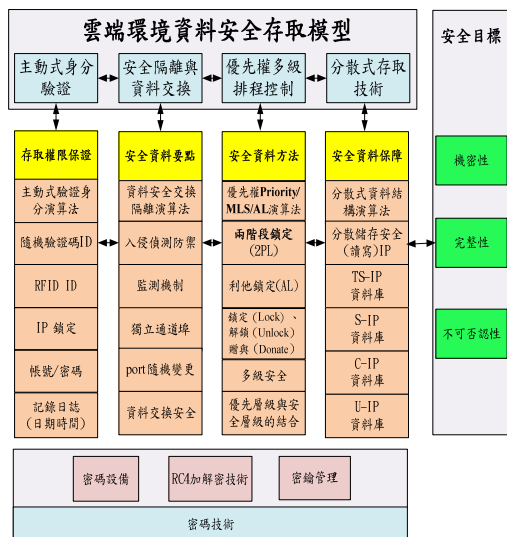 雲端環境資料安全存取模型
主動式身分
驗證
安全隔離與
資料交換
優先權多級
排程控制
分散式存取
技術
存取權限保證
主動式驗證身
分演算法
隨機驗證碼ID
RFID ID
IP 鎖定
帳號/密碼
記錄日誌
(日期時間)
安全資料要點
資料安全交換
隔離演算法
入侵偵測防禦
監測機制
獨立通道埠
port隨機變更
資料交換安全
安全資料方法
優先權Priority/
MLS/AL演算法
兩階段鎖定
(2PL)
利他鎖定(AL)
鎖定(Lock)、
解鎖(Unlock)
贈與(Donate)
多級安全
優先層級與安
全層級的結合
安全資料保障
分散式資料結
構演算法
分散儲存安全
(讀寫)IP
TS-IP
資料庫
S-IP
資料庫
C-IP
資料庫
U-IP
資料庫
安全目標
機密性
完整性
不可否認性
密碼設備
RC4加解密技術
密鑰管理
密碼技術